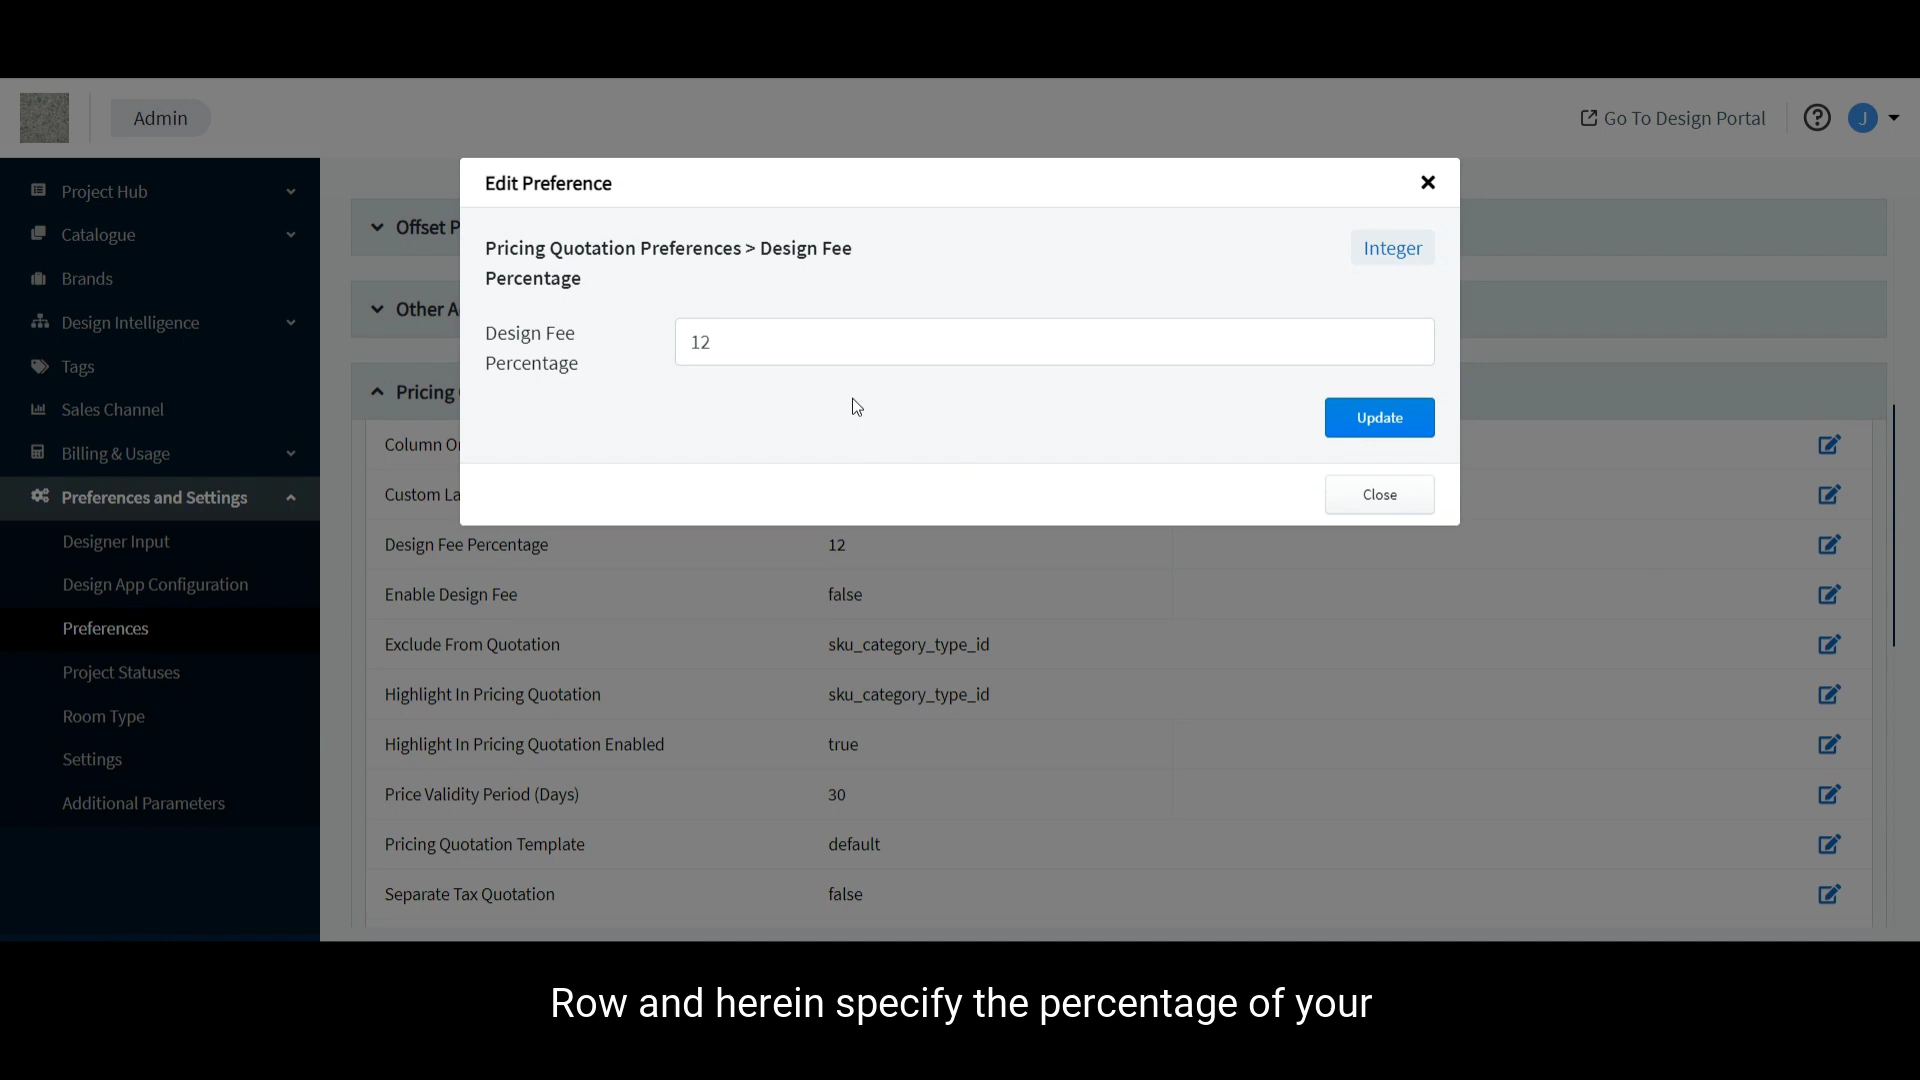 Admin
Go To Design Portal
J
Project Hub
Catalogue
Brands
Design Intelligence
Tags
Sales Channel
Billing & Usage
Preferences and Settings
Designer Input
Design App Configuration
Preferences
Project Statuses
Room Type
Settings
Additional Parameters
Edit Preference
Pricing Quotation Preferences > Design Fee
Percentage
Integer
Design Fee
Percentage
12
Update
Close
Offset P
Other A
Pricing
Column Or
Custom La
Design Fee Percentage 12
Enable Design Fee false
Exclude From Quotation sku_category_type_id
Highlight In Pricing Quotation sku_category_type_id
Highlight In Pricing Quotation Enabled true
Price Validity Period (Days) 30
Pricing Quotation Template default
Separate Tax Quotation false
Row and herein specify the percentage of your